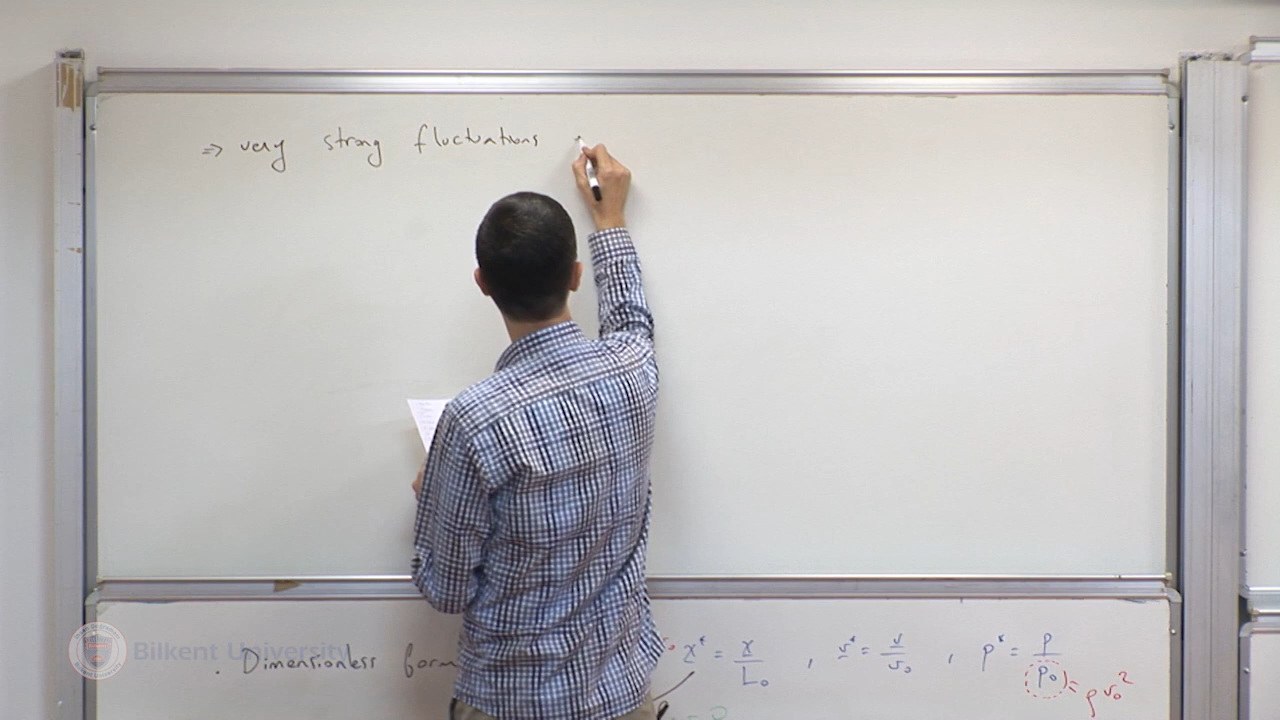 ⇒ very strong fluctuations
Bilkent University
. Dimensionless form x* = x/L₀ , v* = v/v₀ , p* = p/p₀ ρv₀²